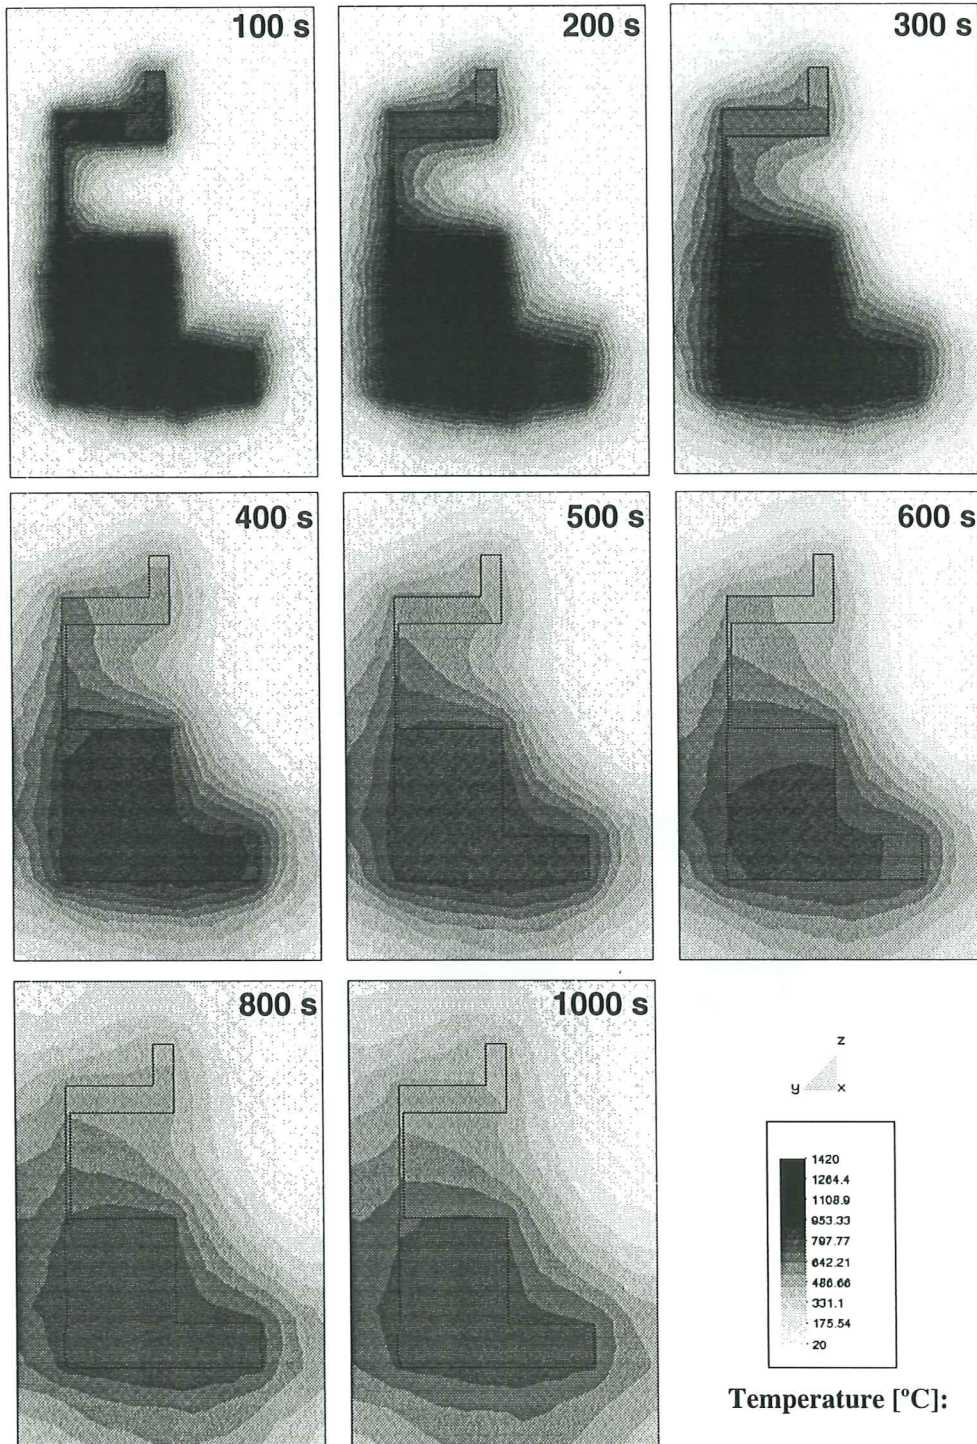 100 s
200 s
300 s
400 s
500 s
600 s
800 s
1000 s
z
y
x
1420
1264.4
1108.9
953.33
797.77
642.21
486.66
331.1
175.54
20
Temperature [ºC]: